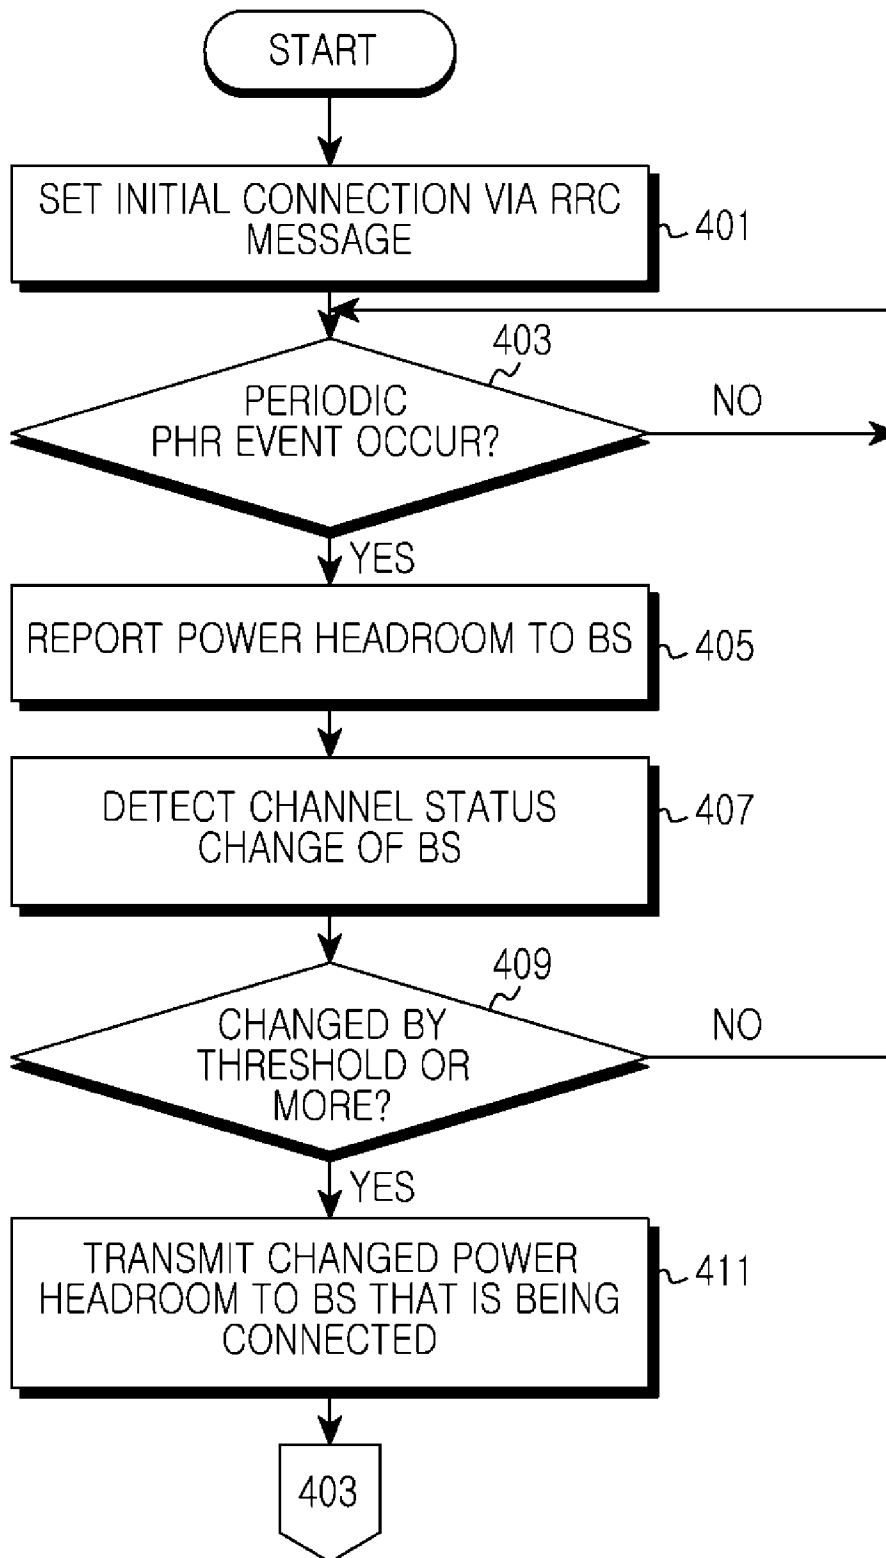 START
SET INITIAL CONNECTION VIA RRC
MESSAGE
401
403
PERIODIC
PHR EVENT OCCUR?
NO
YES
REPORT POWER HEADROOM TO BS
405
DETECT CHANNEL STATUS
CHANGE OF BS
407
409
CHANGED BY
THRESHOLD OR
MORE?
NO
YES
TRANSMIT CHANGED POWER
HEADROOM TO BS THAT IS BEING
CONNECTED
411
403